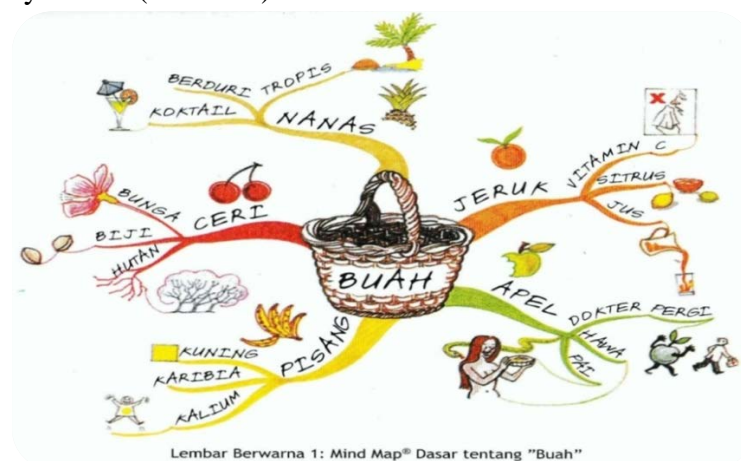 BERDURI
TROPIS
KOKTAIL
NANAS
JERUK
VITAMIN C
SITRUS
JUS
BUNGA
BIJI
HUTAN
CERI
BUAH
APEL
DOKTER PERGI
HAWA
PAI
PISANG
KUNING
KARIBIA
KALIUM
Lembar Berwarna 1: Mind Map® Dasar tentang "Buah"